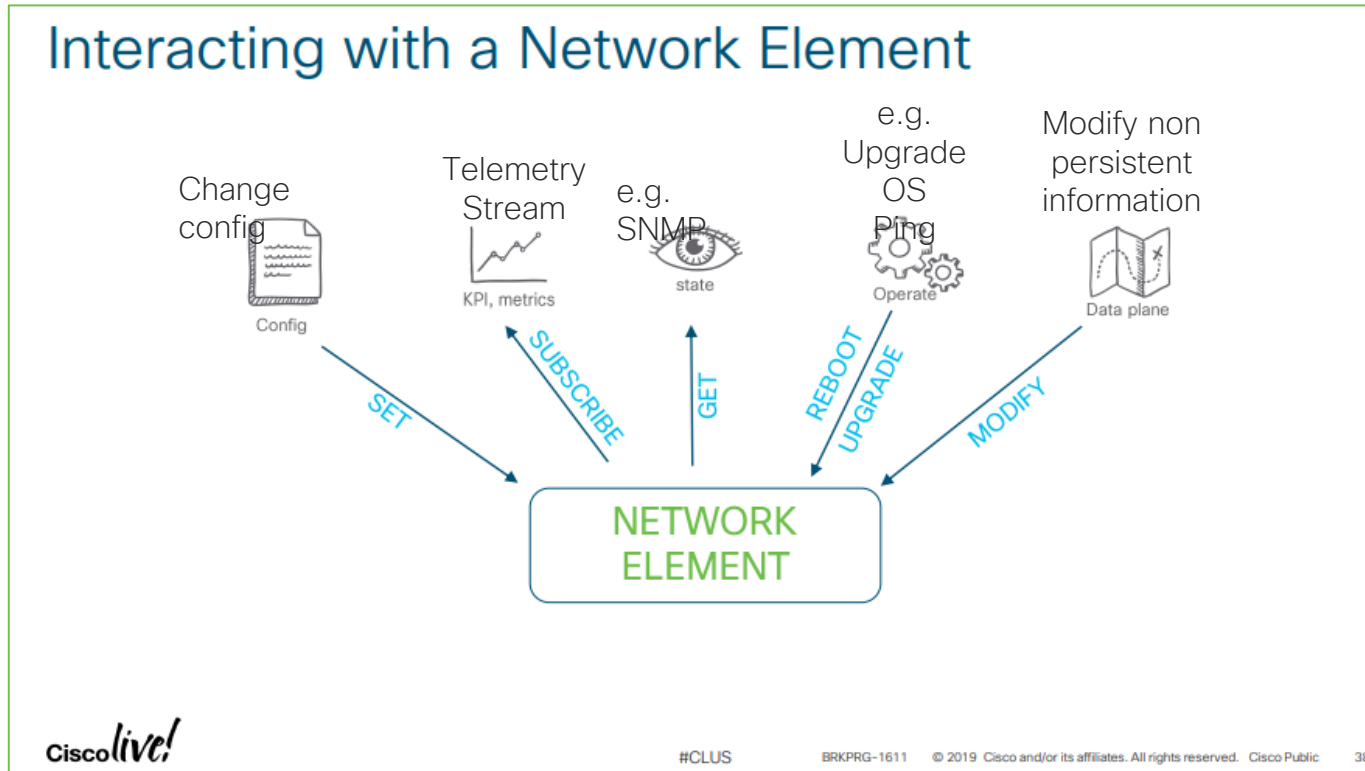 Interacting with a Network Element
Change
config
Config
Telemetry
Stream
KPI, metrics
e.g.
SNMP
state
e.g.
Upgrade
OS
Ping
Operate
Modify non
persistent
information
Data plane
SET
SUBSCRIBE
GET
REBOOT
UPGRADE
MODIFY
NETWORK
ELEMENT
Cisco live!
#CLUS
BRKPRG-1611
© 2019 Cisco and/or its affiliates. All rights reserved. Cisco Public